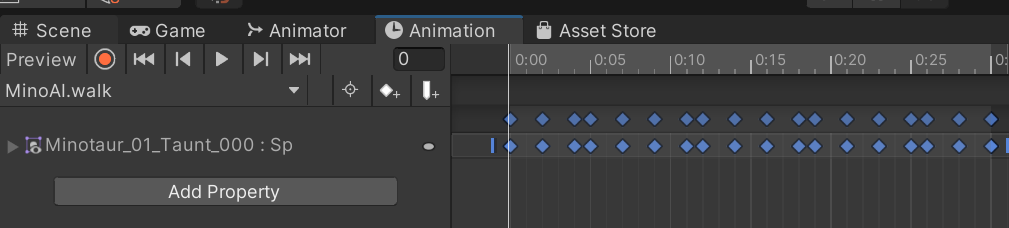 Scene Game Animator Animation Asset Store
Preview 0 0:00 0:05 0:10 0:15 0:20 0:25
MinoAI.walk
Minotaur_01_Taunt_000 : Sp
Add Property